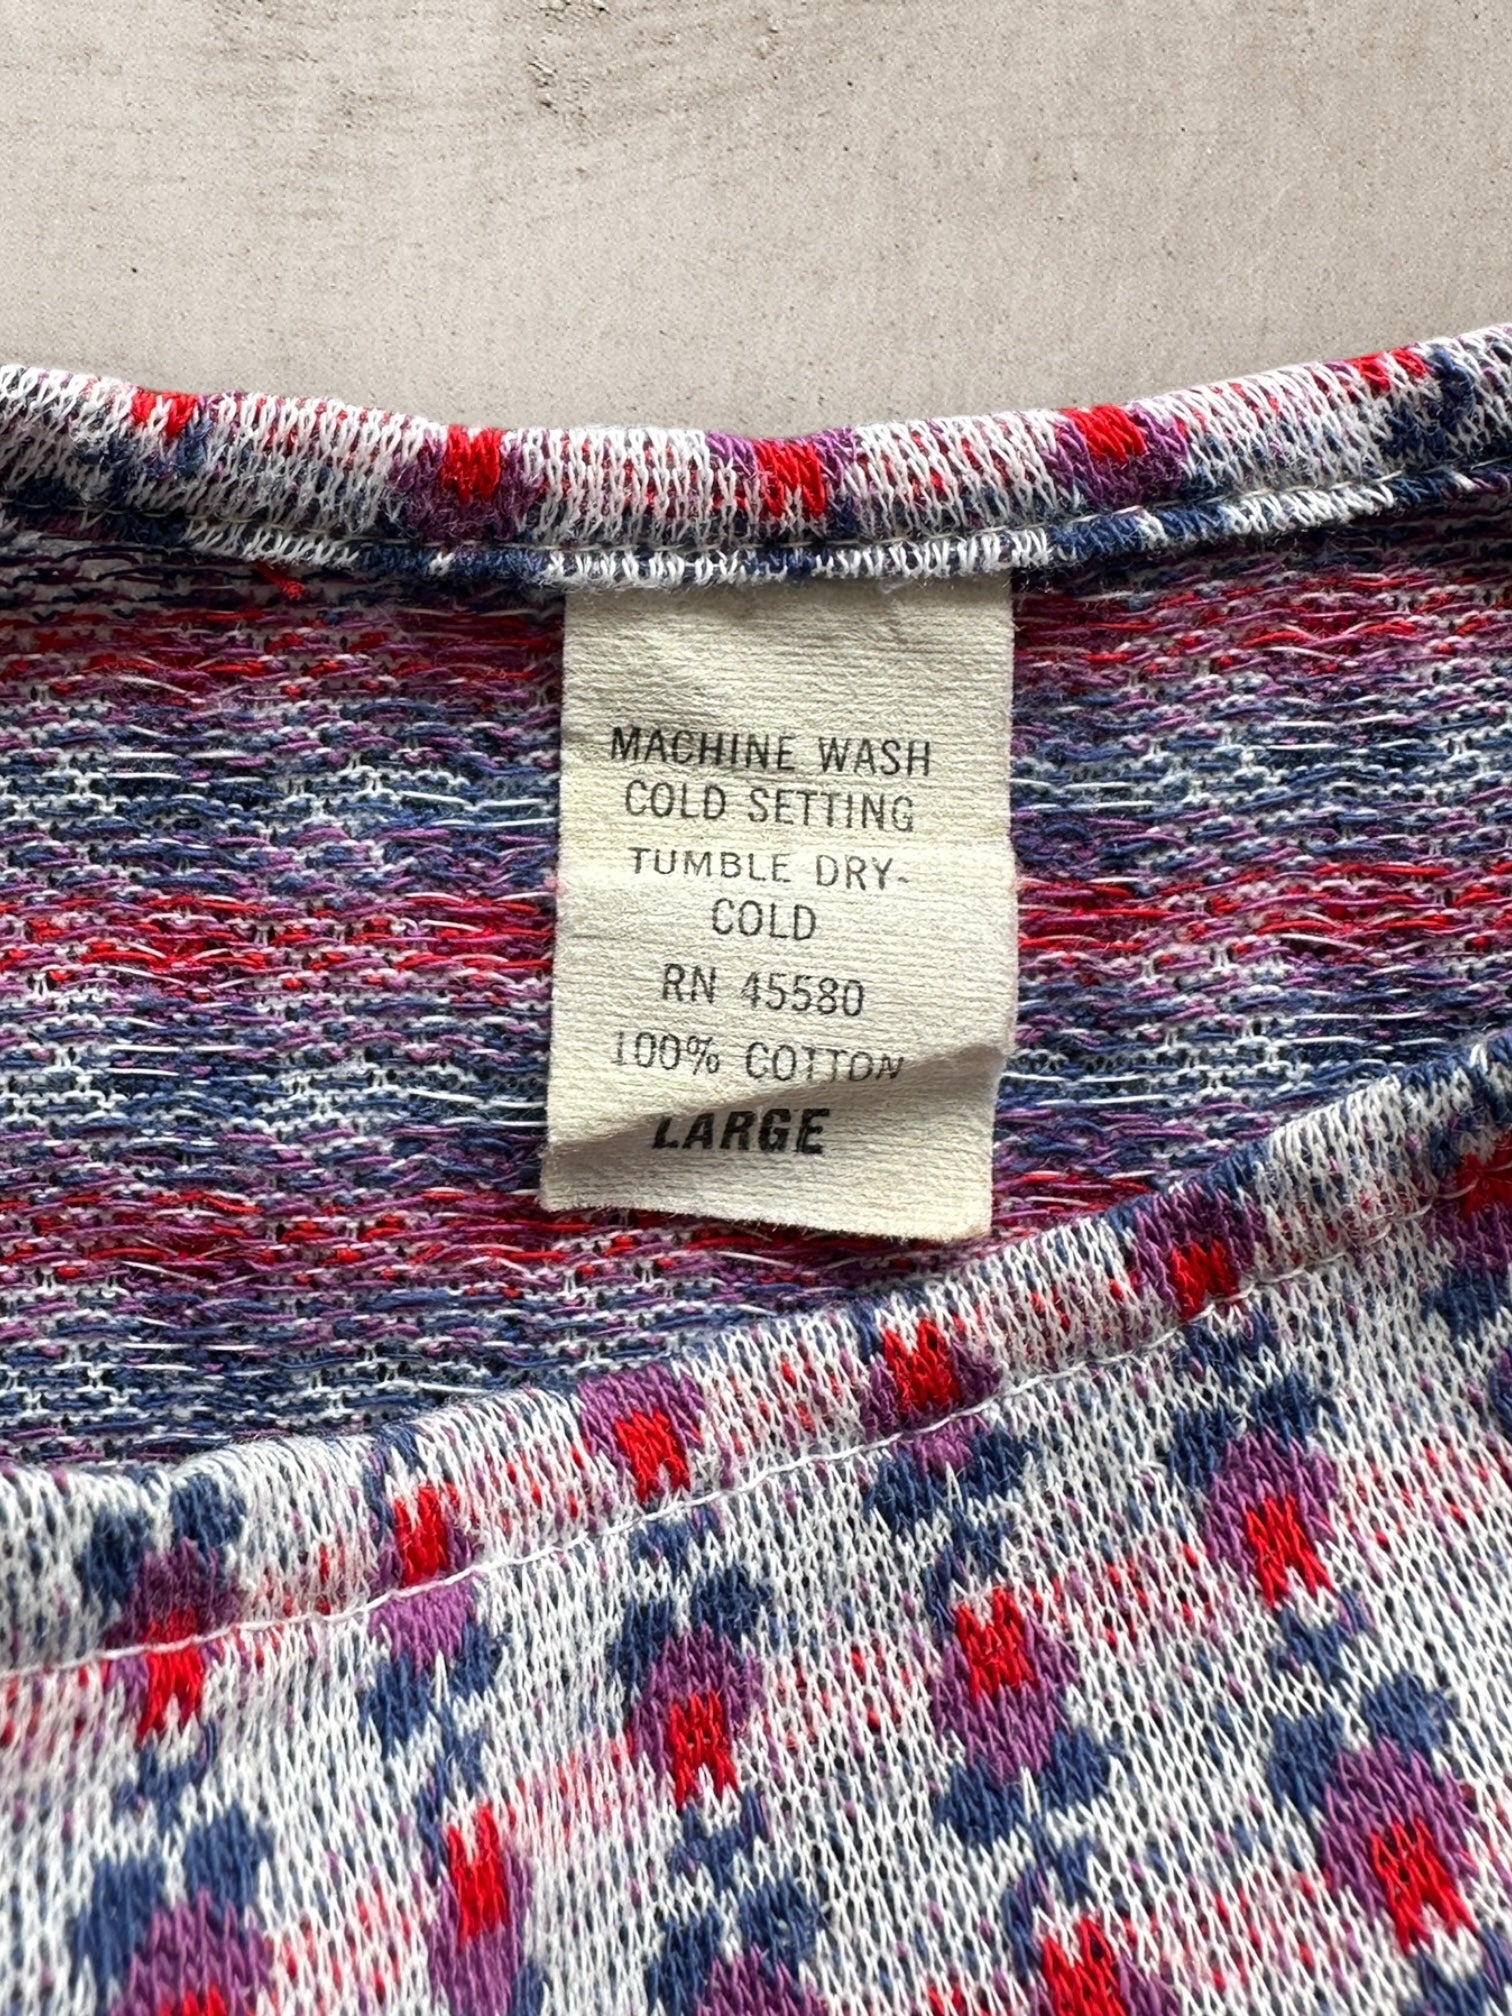 MACHINE WASH
COLD SETTING
TUMBLE DRY-
COLD
RN 45580
100% COTTON
LARGE